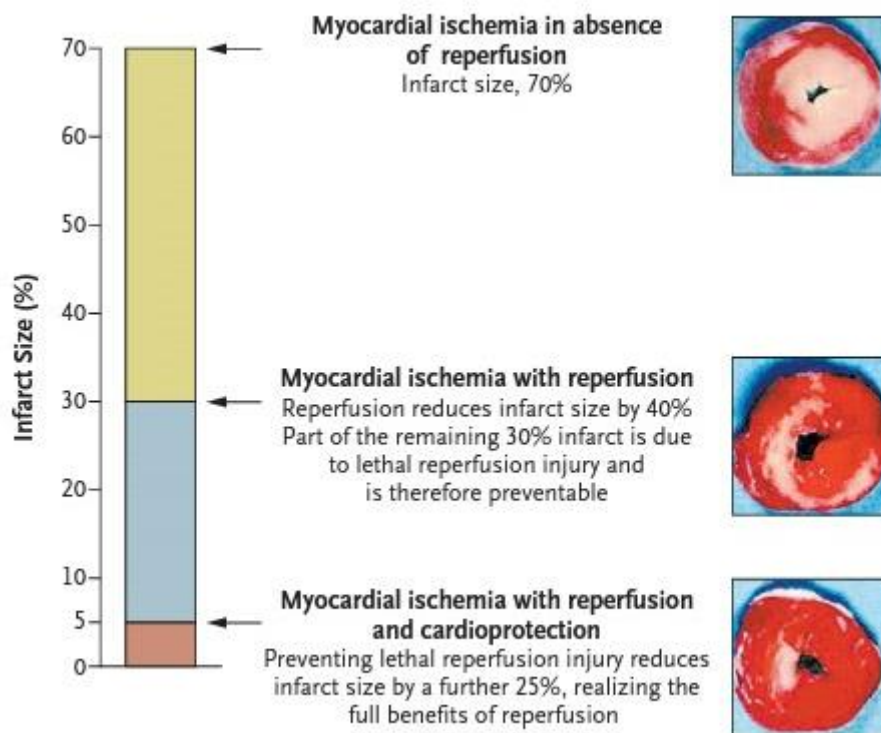 Myocardial ischemia in absence
of reperfusion
Infarct size, 70%
70
60
50
40
30
20
10
5
0
Infarct Size (%)
Myocardial ischemia with reperfusion
Reperfusion reduces infarct size by 40%
Part of the remaining 30% infarct is due
to lethal reperfusion injury and
is therefore preventable
Myocardial ischemia with reperfusion
and cardioprotection
Preventing lethal reperfusion injury reduces
infarct size by a further 25%, realizing the
full benefits of reperfusion